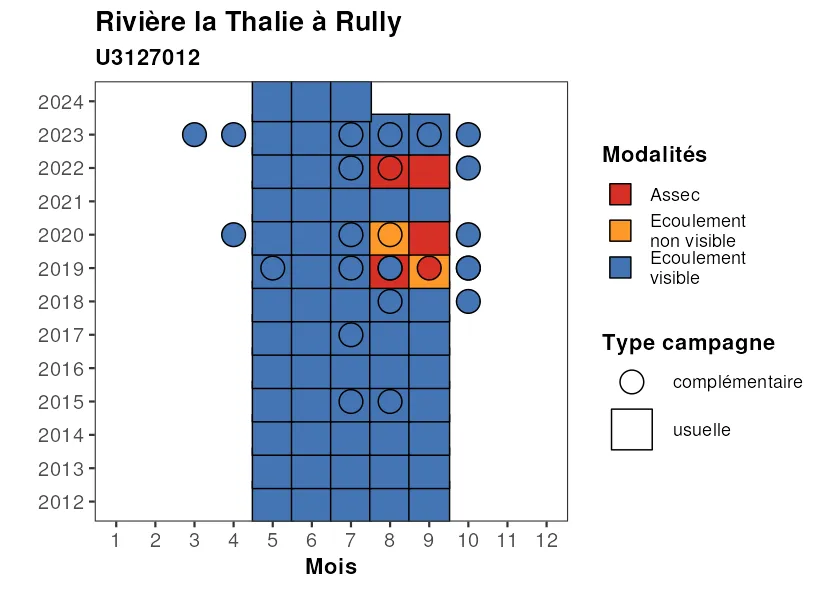 Rivière la Thalie à Rully
U3127012
2024
2023
2022
2021
2020
2019
2018
2017
2016
2015
2014
2013
2012
1 2 3 4 5 6 7 8 9 10 11 12
Mois
Modalités
Assec
Ecoulement
non visible
Ecoulement
visible
Type campagne
complémentaire
usuelle